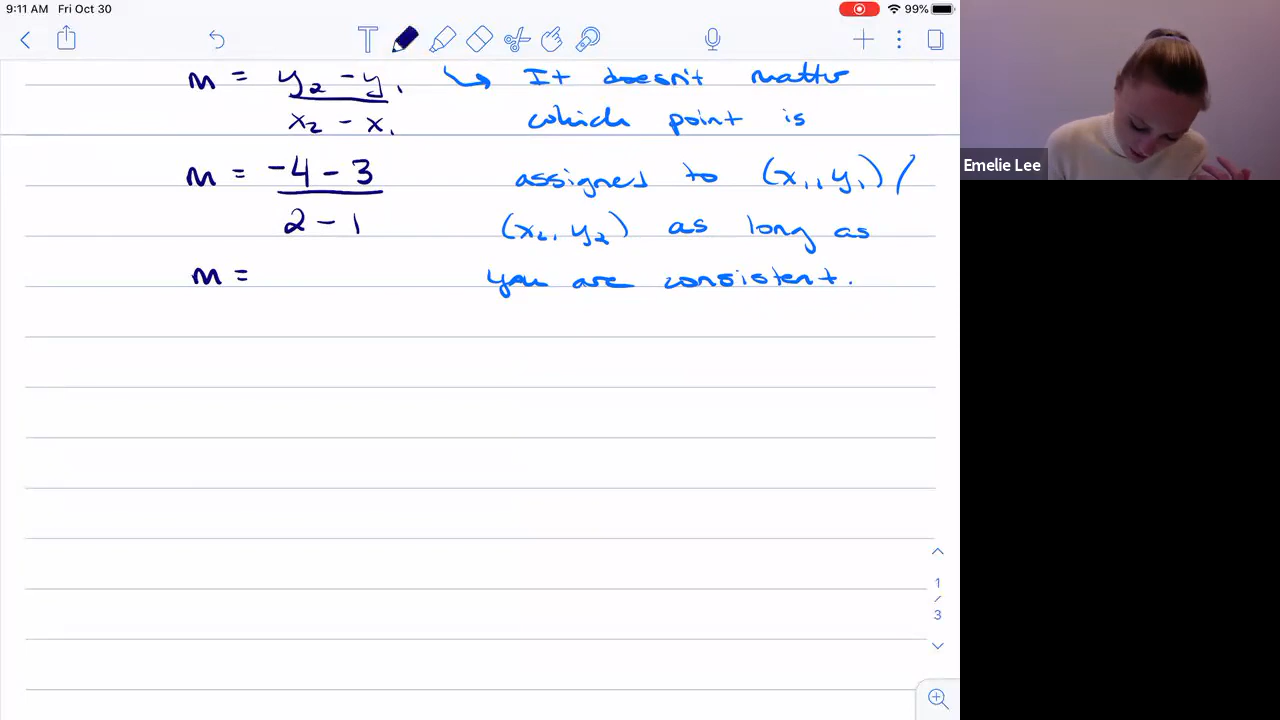 9:11 AM Fri Oct 30
99%
T
m = y₂ - y₁ ↳ It doesn't matter
x₂ - x₁ which point is
m = -4 - 3 assigned to (x₁, y₁) /
2 - 1 (x₂, y₂) as long as
m = you are consistent.
Emelie Lee
1
/
3